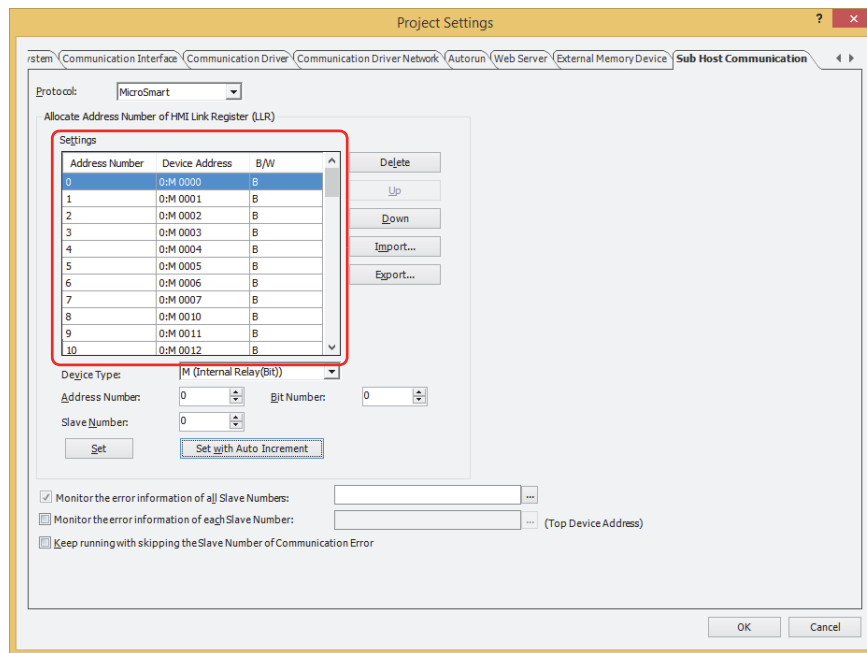 Project Settings
? ×
ystem Communication Interface Communication Driver Communication Driver Network Autorun Web Server External Memory Device Sub Host Communication
Protocol: MicroSmart
Allocate Address Number of HMI Link Register (LLR)
Settings
Address Number Device Address B/W
0 0:M 0000 B
1 0:M 0001 B
2 0:M 0002 B
3 0:M 0003 B
4 0:M 0004 B
5 0:M 0005 B
6 0:M 0006 B
7 0:M 0007 B
8 0:M 0010 B
9 0:M 0011 B
10 0:M 0012 B
Delete
Up
Down
Import...
Export...
Device Type: M (Internal Relay(Bit))
Address Number: 0 Bit Number: 0
Slave Number: 0
Set Set with Auto Increment
Monitor the error information of all Slave Numbers: ...
Monitor the error information of each Slave Number: ... (Top Device Address)
Keep running with skipping the Slave Number of Communication Error
OK Cancel